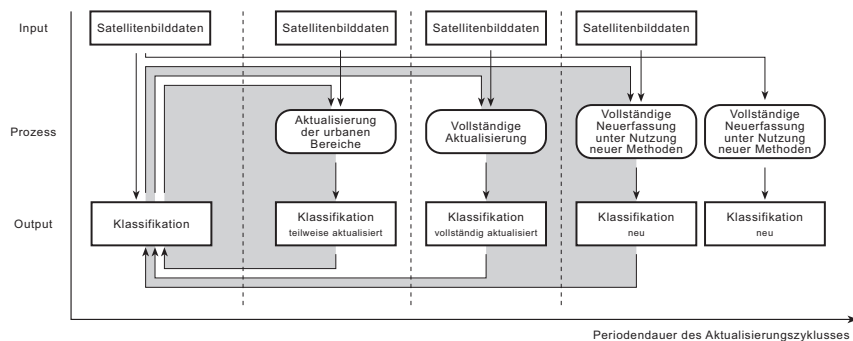 Input
Satellitenbilddaten
Satellitenbilddaten
Satellitenbilddaten
Satellitenbilddaten
Prozess
Aktualisierung
der urbanen
Bereiche
Vollständige
Aktualisierung
Vollständige
Neuerfassung
unter Nutzung
neuer Methoden
Vollständige
Neuerfassung
unter Nutzung
neuer Methoden
Output
Klassifikation
Klassifikation
teilweise aktualisiert
Klassifikation
vollständig aktualisiert
Klassifikation
neu
Klassifikation
neu
Periodendauer des Aktualisierungszyklusses